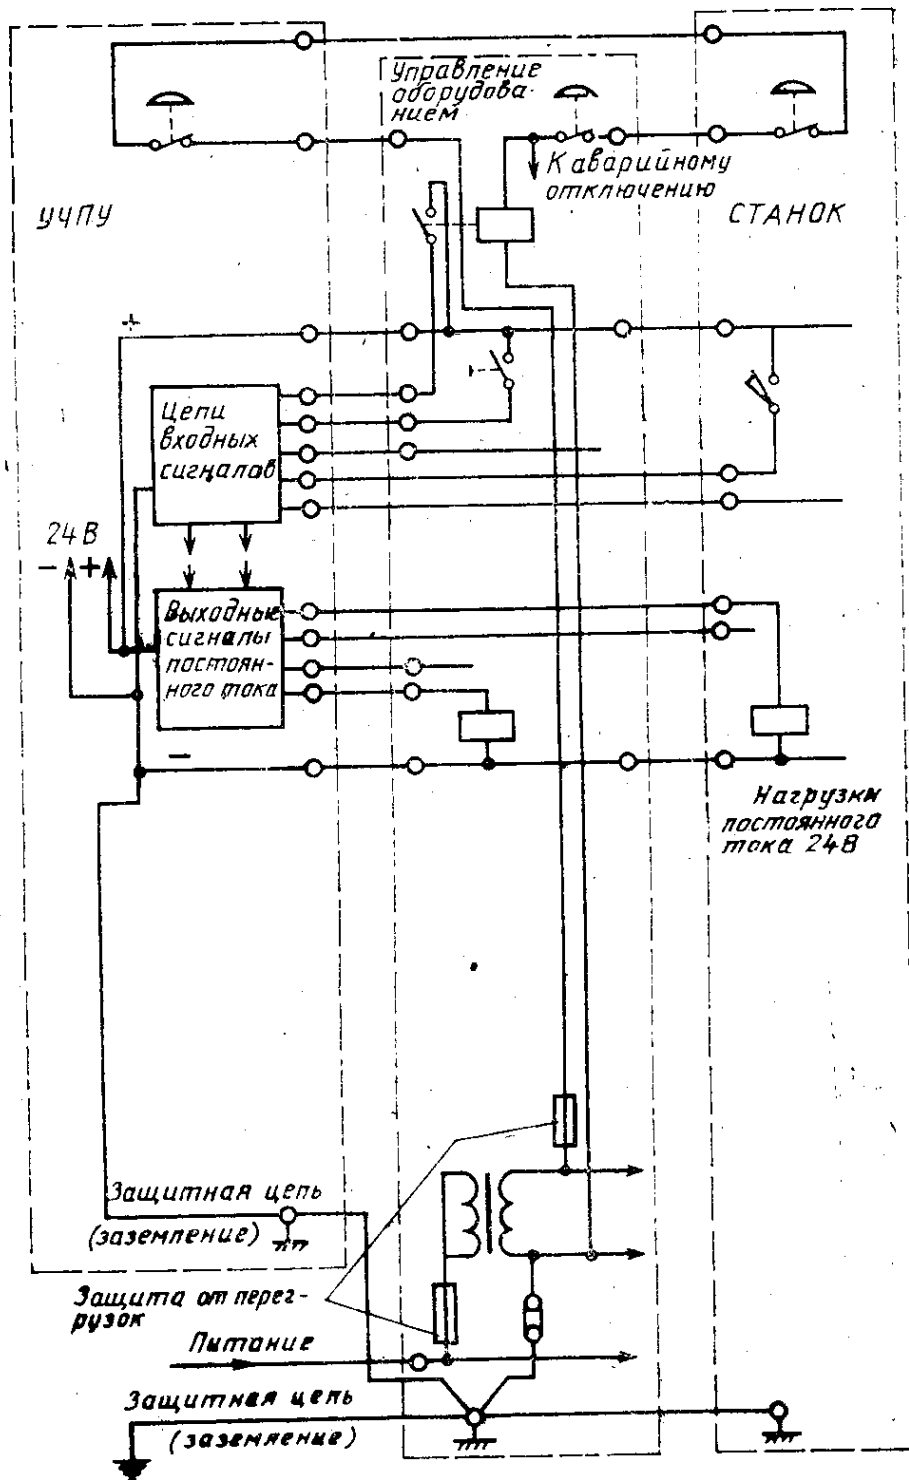 Управление
оборудова-
нием
К аварийному
отключению
УЧПУ
СТАНОК
+
Цепи
входных
сигналов
24В
- +
Выходные
сигналы
постоян-
ного тока
-
Нагрузки
постоянного
тока 24В
Защитная цепь
(заземление)
Защита от перег-
рузок
Питание
Защитная цепь
(заземление)